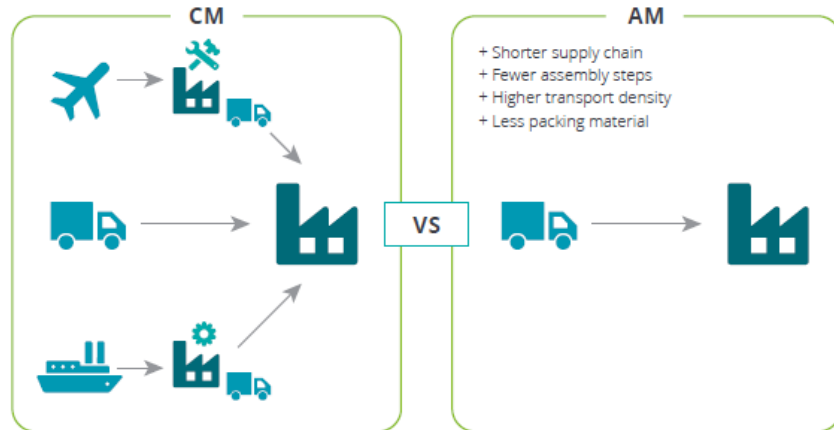 CM
VS
AM
+ Shorter supply chain
+ Fewer assembly steps
+ Higher transport density
+ Less packing material